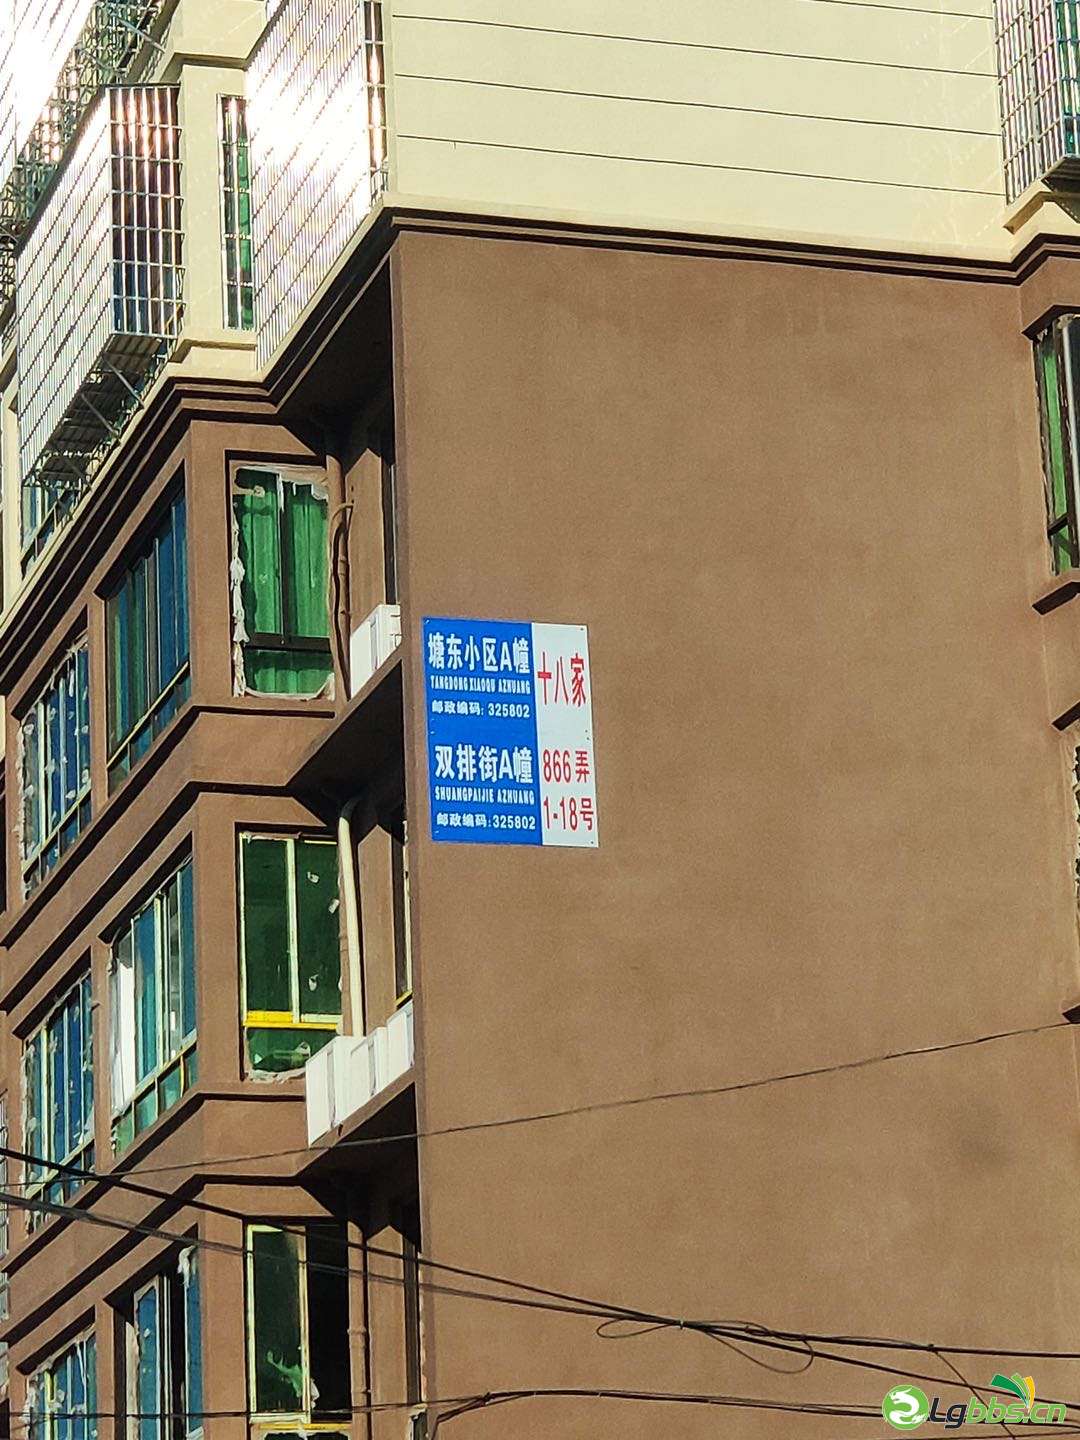 塘东小区A幢
TANGDONG XIAOQU AZHUANG
邮政编码: 325802
十八家
双排街A幢
SHUANGPAIJIE AZHUANG
邮政编码: 325802
866弄
1-18号
Lgbbs.cn